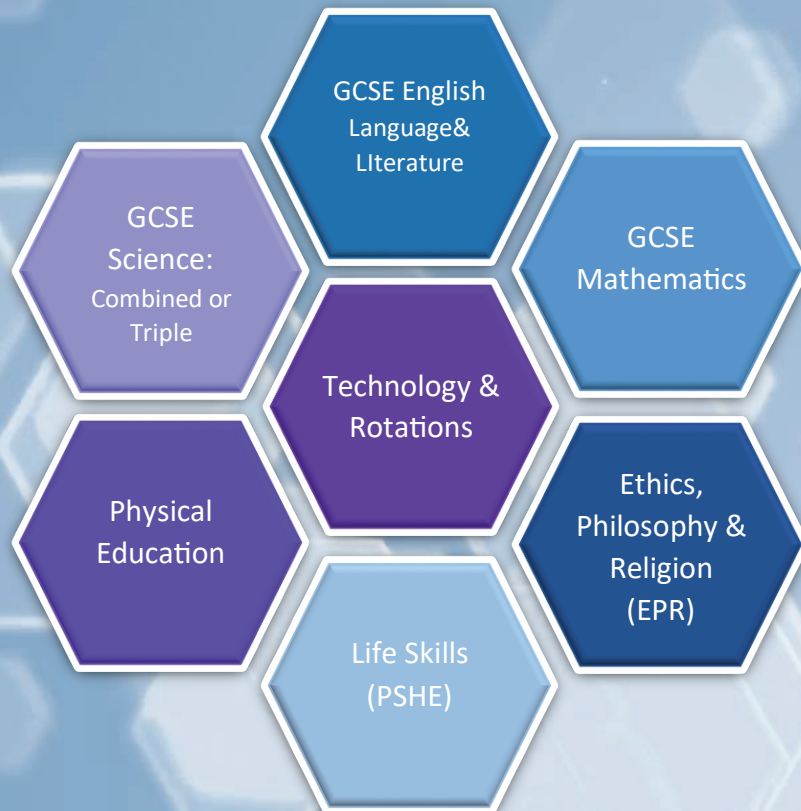 GCSE English
Language&
LIterature
GCSE
Science:
Combined or
Triple
GCSE
Mathematics
Technology &
Rotations
Physical
Education
Ethics,
Philosophy &
Religion
(EPR)
Life Skills
(PSHE)